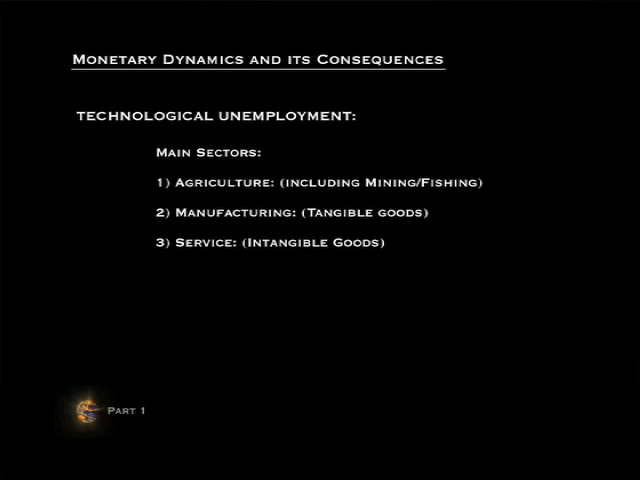 Monetary Dynamics and its Consequences
TECHNOLOGICAL UNEMPLOYMENT:
Main Sectors:
1) Agriculture: (including Mining/Fishing)
2) Manufacturing: (Tangible goods)
3) Service: (Intangible Goods)
Part 1